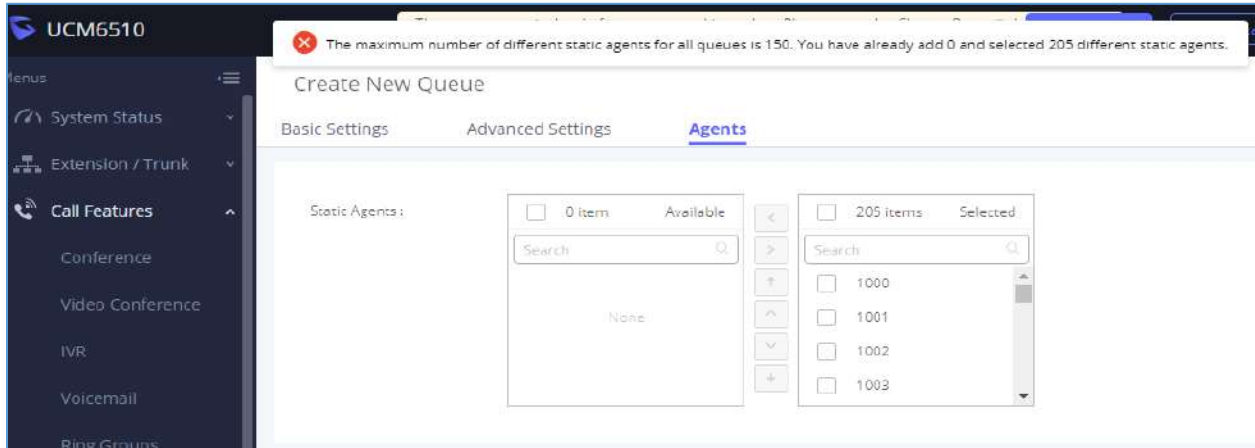 UCM6510
The maximum number of different static agents for all queues is 150. You have already add 0 and selected 205 different static agents.
Menus
Create New Queue
System Status
Basic Settings Advanced Settings Agents
Extension / Trunk
Call Features
Static Agents :
0 item Available
205 items Selected
Search
Search
Conference
1000
Video Conference
None
1001
IVR
1002
Voicemail
1003
Ring Groups